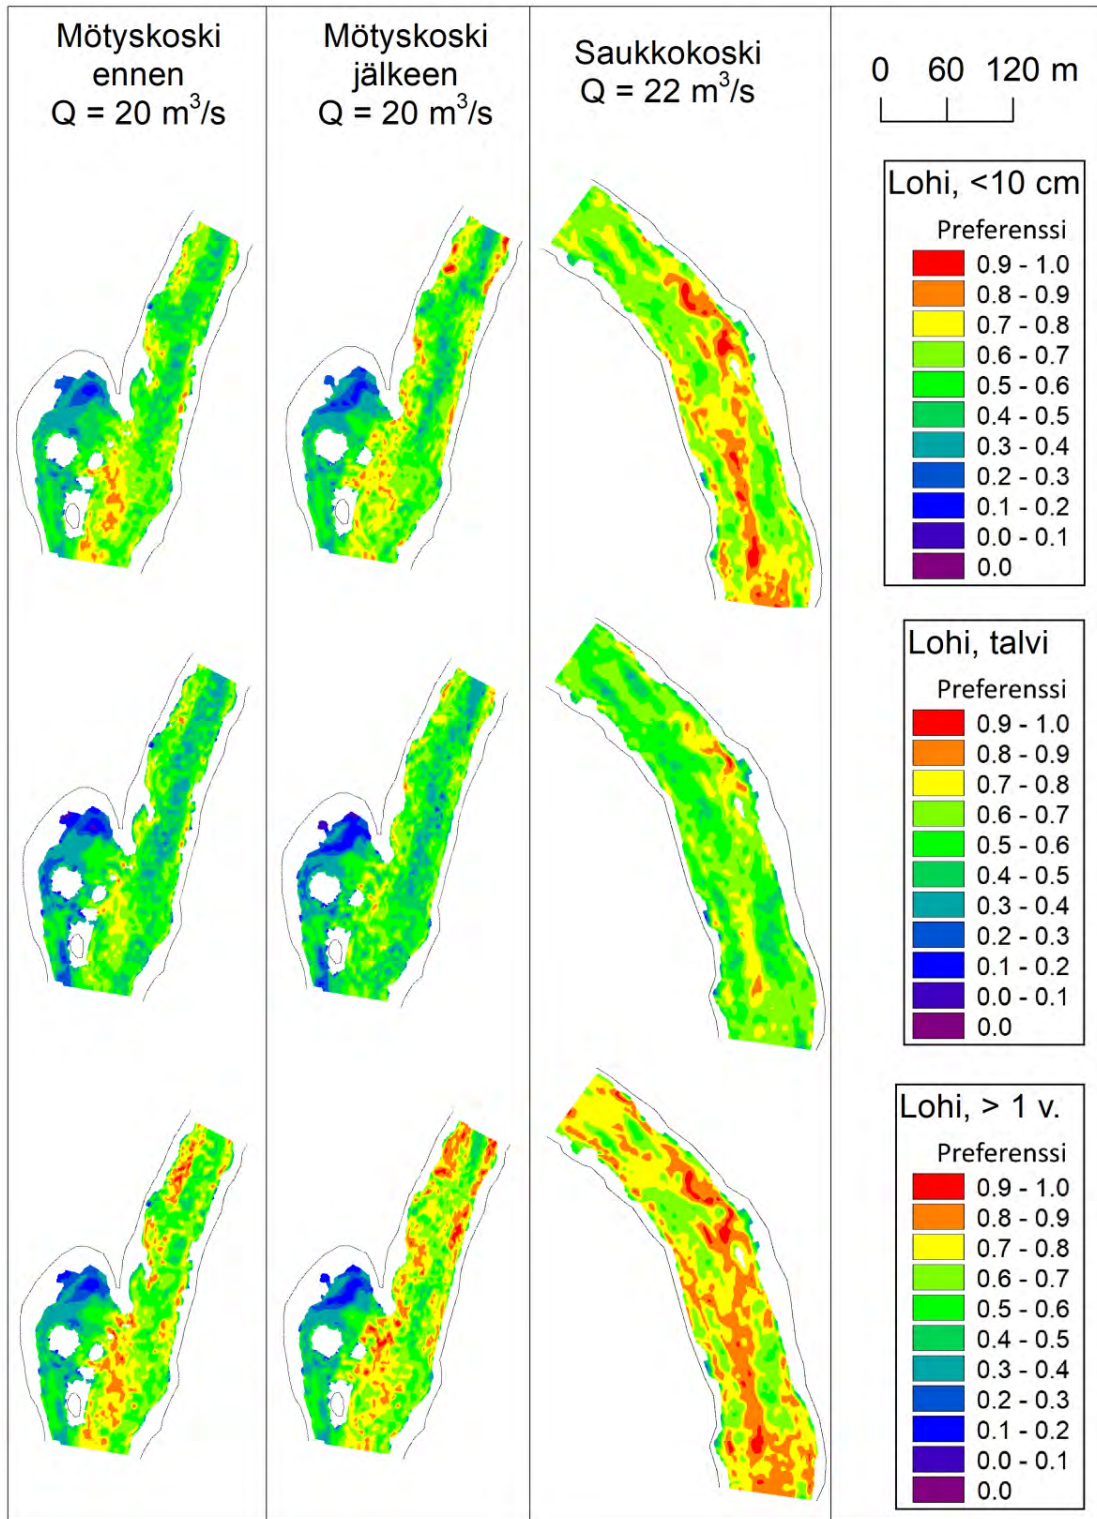 Mötyskoski
ennen
Q = 20 m³/s
Mötyskoski
jälkeen
Q = 20 m³/s
Saukkokoski
Q = 22 m³/s
0 60 120 m
Lohi, <10 cm
Preferenssi
0.9 - 1.0
0.8 - 0.9
0.7 - 0.8
0.6 - 0.7
0.5 - 0.6
0.4 - 0.5
0.3 - 0.4
0.2 - 0.3
0.1 - 0.2
0.0 - 0.1
0.0
Lohi, talvi
Preferenssi
0.9 - 1.0
0.8 - 0.9
0.7 - 0.8
0.6 - 0.7
0.5 - 0.6
0.4 - 0.5
0.3 - 0.4
0.2 - 0.3
0.1 - 0.2
0.0 - 0.1
0.0
Lohi, > 1 v.
Preferenssi
0.9 - 1.0
0.8 - 0.9
0.7 - 0.8
0.6 - 0.7
0.5 - 0.6
0.4 - 0.5
0.3 - 0.4
0.2 - 0.3
0.1 - 0.2
0.0 - 0.1
0.0